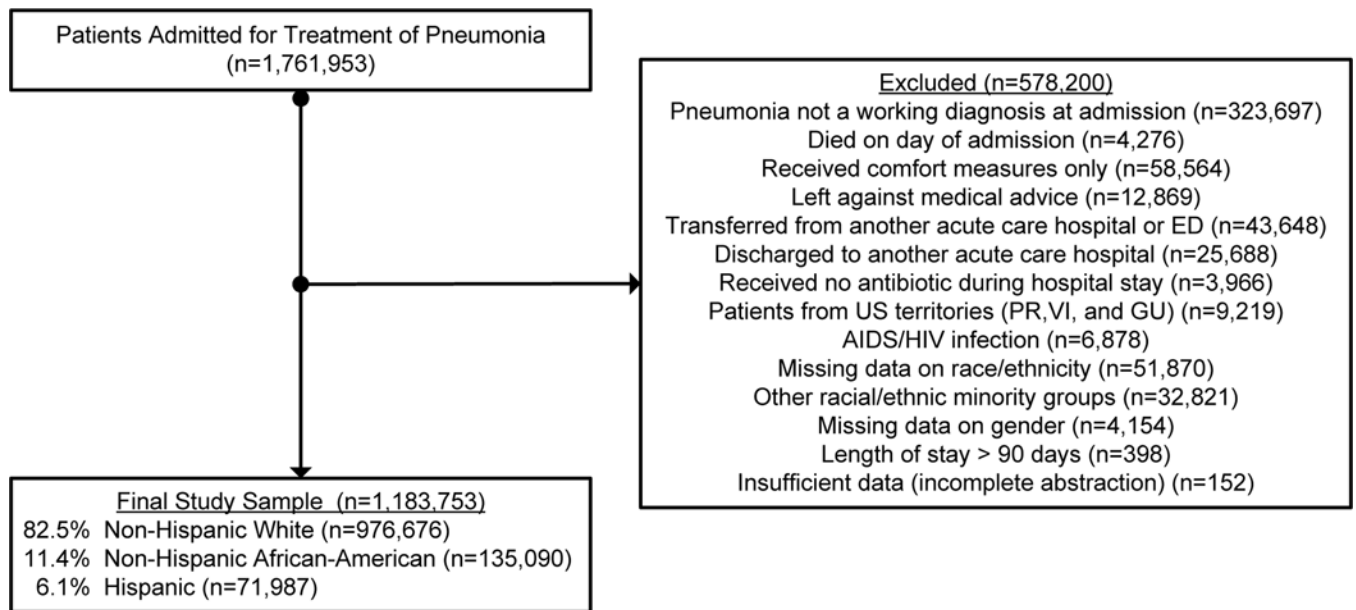 Patients Admitted for Treatment of Pneumonia
(n=1,761,953)
Excluded (n=578,200)
Pneumonia not a working diagnosis at admission (n=323,697)
Died on day of admission (n=4,276)
Received comfort measures only (n=58,564)
Left against medical advice (n=12,869)
Transferred from another acute care hospital or ED (n=43,648)
Discharged to another acute care hospital (n=25,688)
Received no antibiotic during hospital stay (n=3,966)
Patients from US territories (PR,VI, and GU) (n=9,219)
AIDS/HIV infection (n=6,878)
Missing data on race/ethnicity (n=51,870)
Other racial/ethnic minority groups (n=32,821)
Missing data on gender (n=4,154)
Length of stay > 90 days (n=398)
Insufficient data (incomplete abstraction) (n=152)
Final Study Sample (n=1,183,753)
82.5% Non-Hispanic White (n=976,676)
11.4% Non-Hispanic African-American (n=135,090)
6.1% Hispanic (n=71,987)